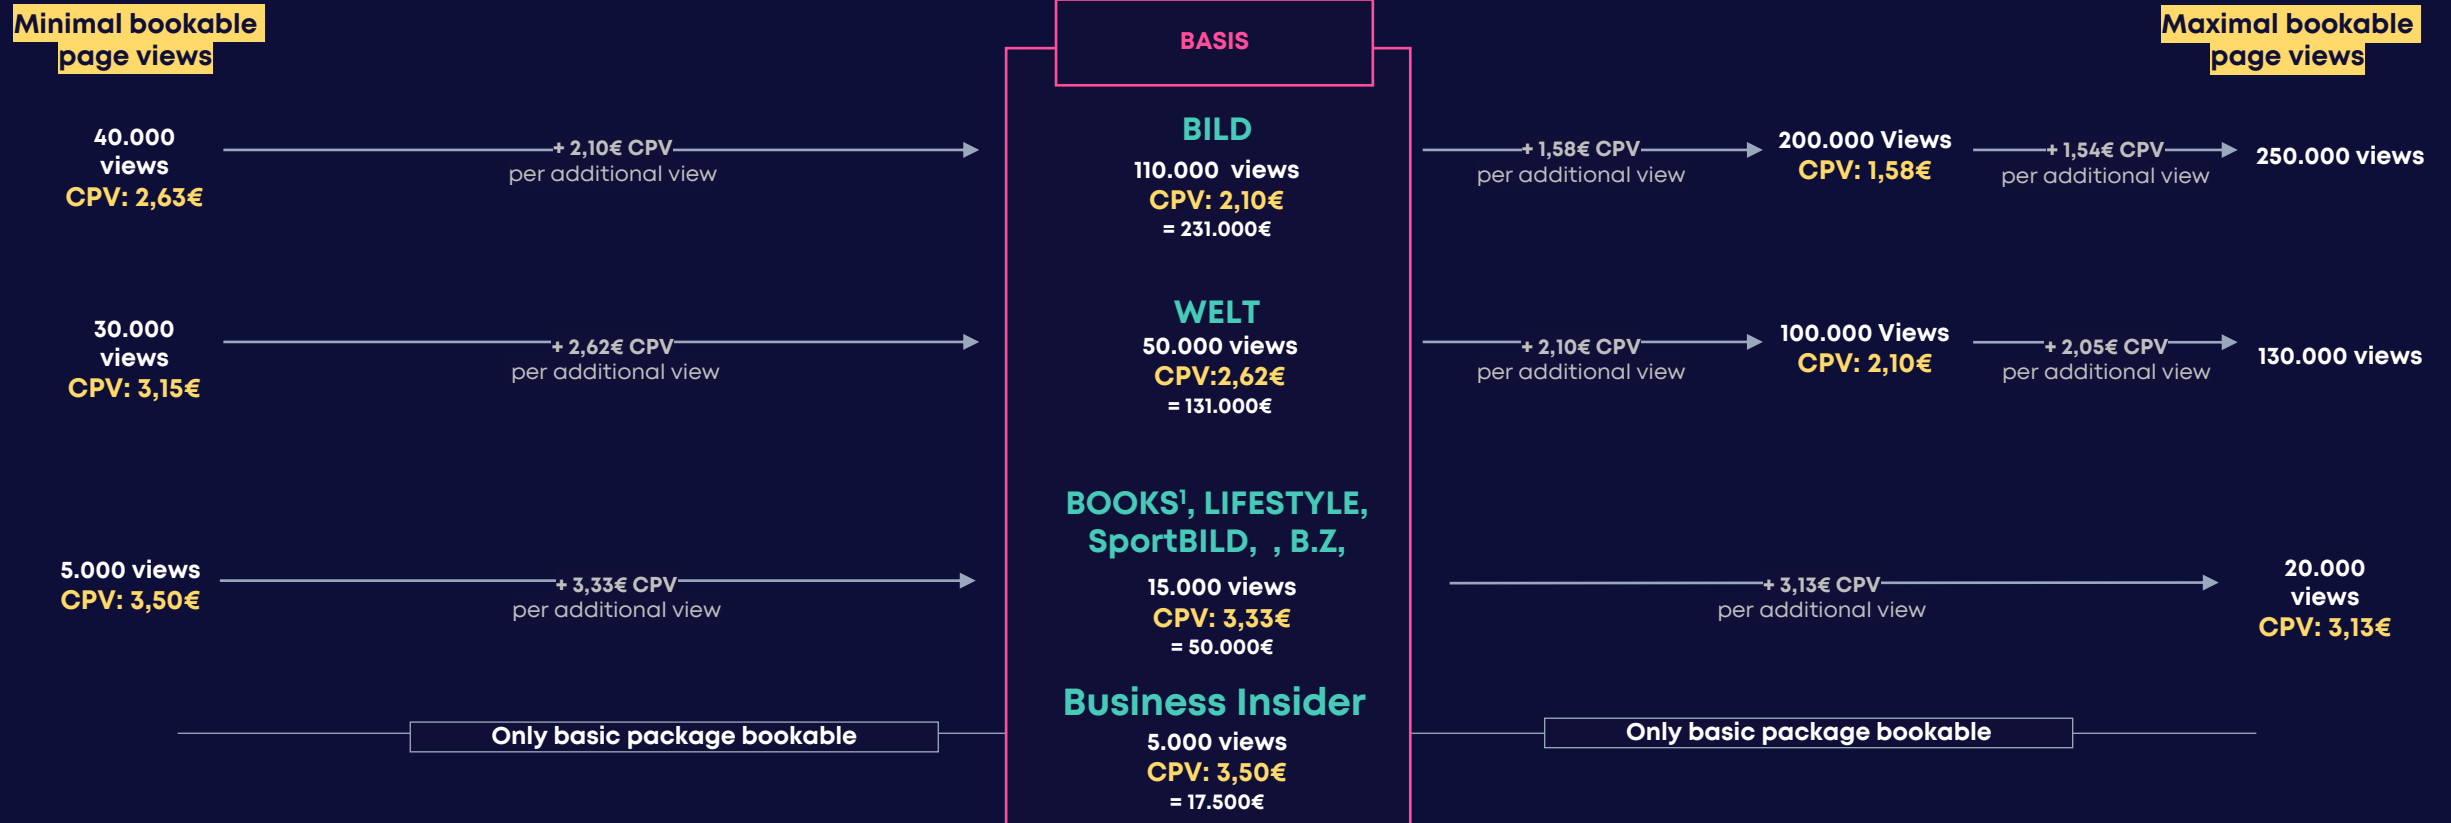 Minimal bookable
page views
BASIS
Maximal bookable
page views
40.000
views
CPV: 2,63€
+ 2,10€ CPV
per additional view
BILD
110.000 views
CPV: 2,10€
= 231.000€
+ 1,58€ CPV
per additional view
200.000 Views
CPV: 1,58€
+ 1,54€ CPV
per additional view
250.000 views
30.000
views
CPV: 3,15€
+ 2,62€ CPV
per additional view
WELT
50.000 views
CPV:2,62€
= 131.000€
+ 2,10€ CPV
per additional view
100.000 Views
CPV: 2,10€
+ 2,05€ CPV
per additional view
130.000 views
5.000 views
CPV: 3,50€
+ 3,33€ CPV
per additional view
BOOKS¹, LIFESTYLE,
SportBILD, , B.Z,
15.000 views
CPV: 3,33€
= 50.000€
+ 3,13€ CPV
per additional view
20.000
views
CPV: 3,13€
Only basic package bookable
Business Insider
5.000 views
CPV: 3,50€
= 17.500€
Only basic package bookable